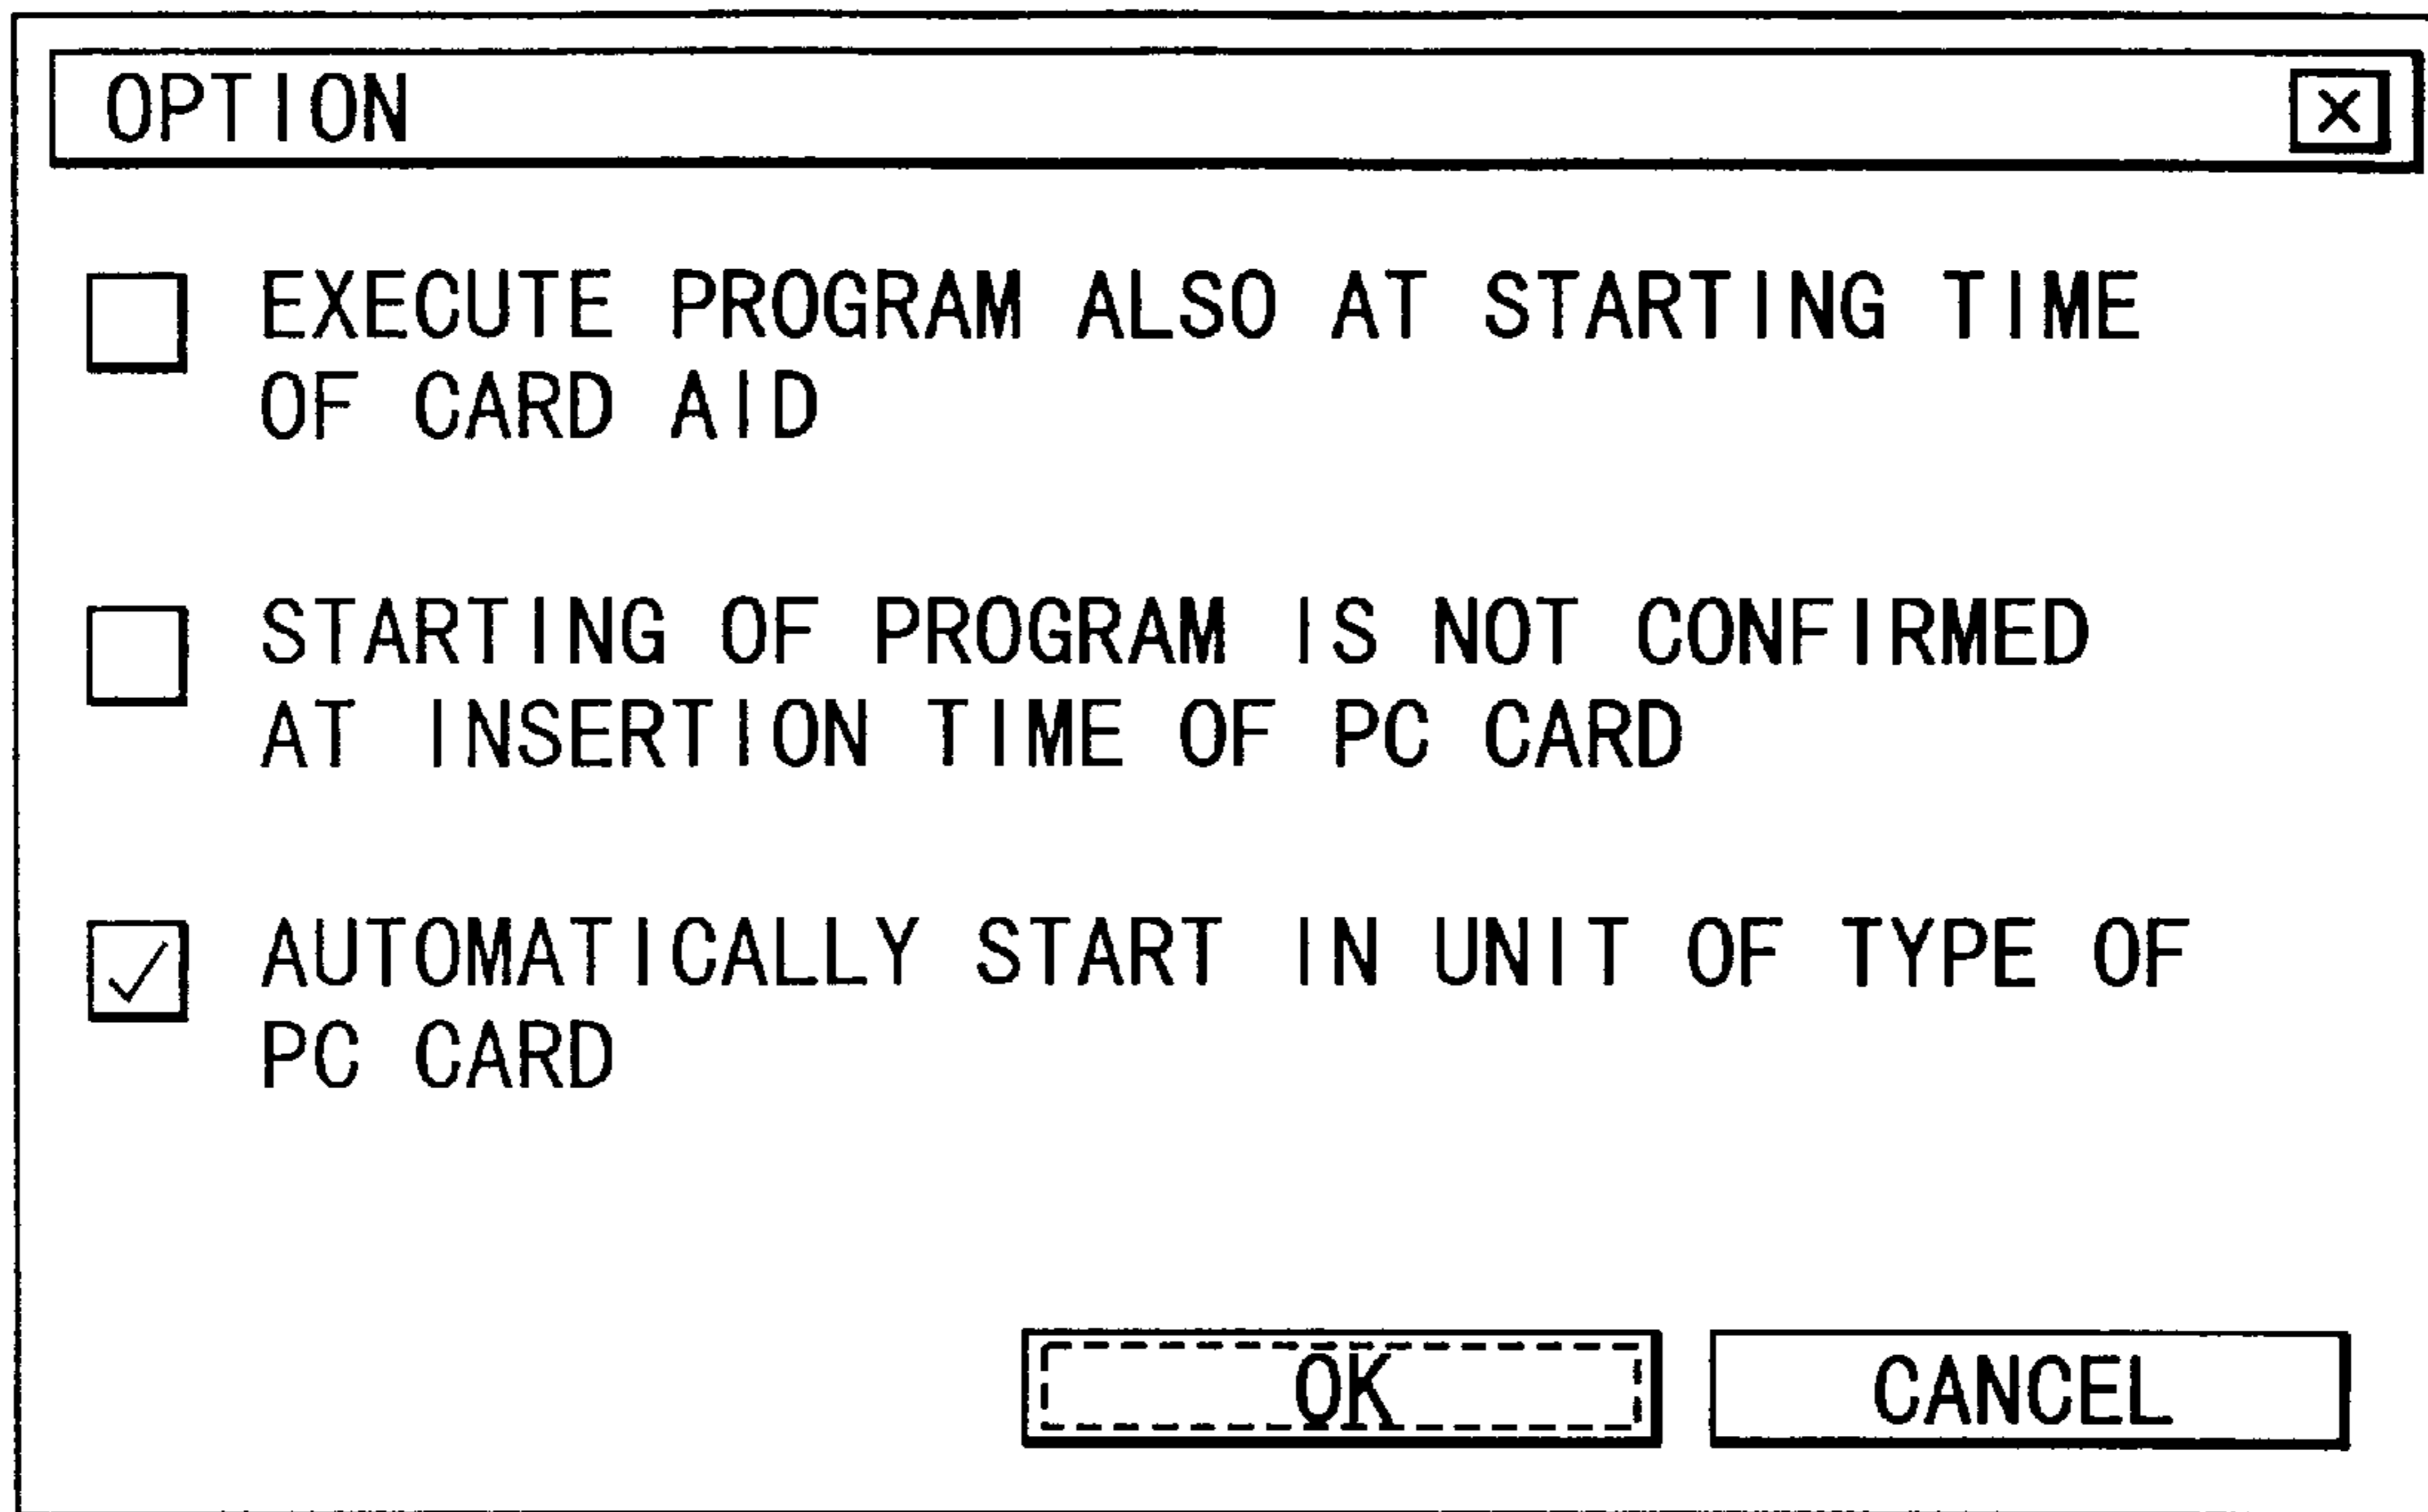 OPTION
EXECUTE PROGRAM ALSO AT STARTING TIME
OF CARD AID
STARTING OF PROGRAM IS NOT CONFIRMED
AT INSERTION TIME OF PC CARD
AUTOMATICALLY START IN UNIT OF TYPE OF
PC CARD
OK CANCEL